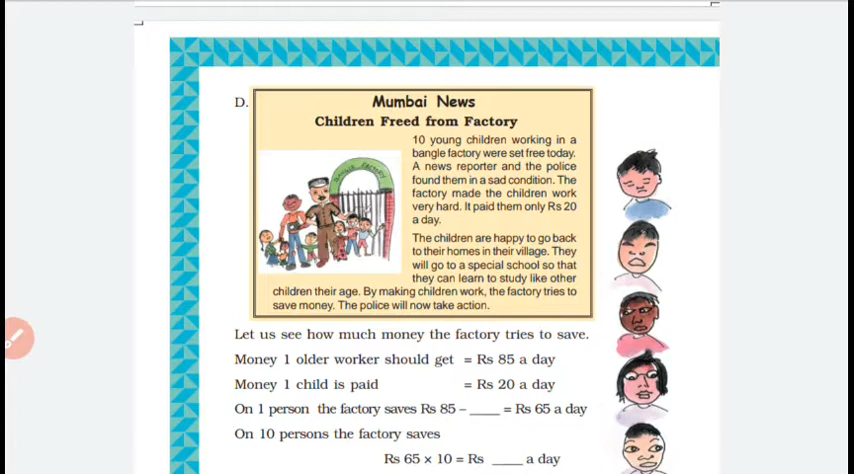 D.
Mumbai News
Children Freed from Factory
BANGLE FACTORY
10 young children working in a
bangle factory were set free today.
A news reporter and the police
found them in a sad condition. The
factory made the children work
very hard. It paid them only Rs 20
a day.
The children are happy to go back
to their homes in their village. They
will go to a special school so that
they can learn to study like other
children their age. By making children work, the factory tries to
save money. The police will now take action.
Let us see how much money the factory tries to save.
Money 1 older worker should get = Rs 85 a day
Money 1 child is paid = Rs 20 a day
On 1 person the factory saves Rs 85 – ____ = Rs 65 a day
On 10 persons the factory saves
Rs 65 × 10 = Rs ____ a day